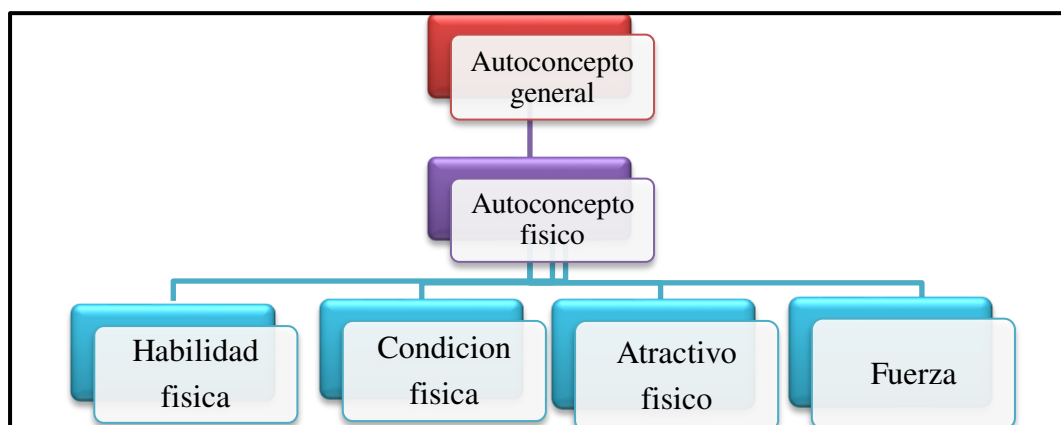 Autoconcepto
general
Autoconcepto
fisico
Habilidad
fisica
Condicion
fisica
Atractivo
fisico
Fuerza